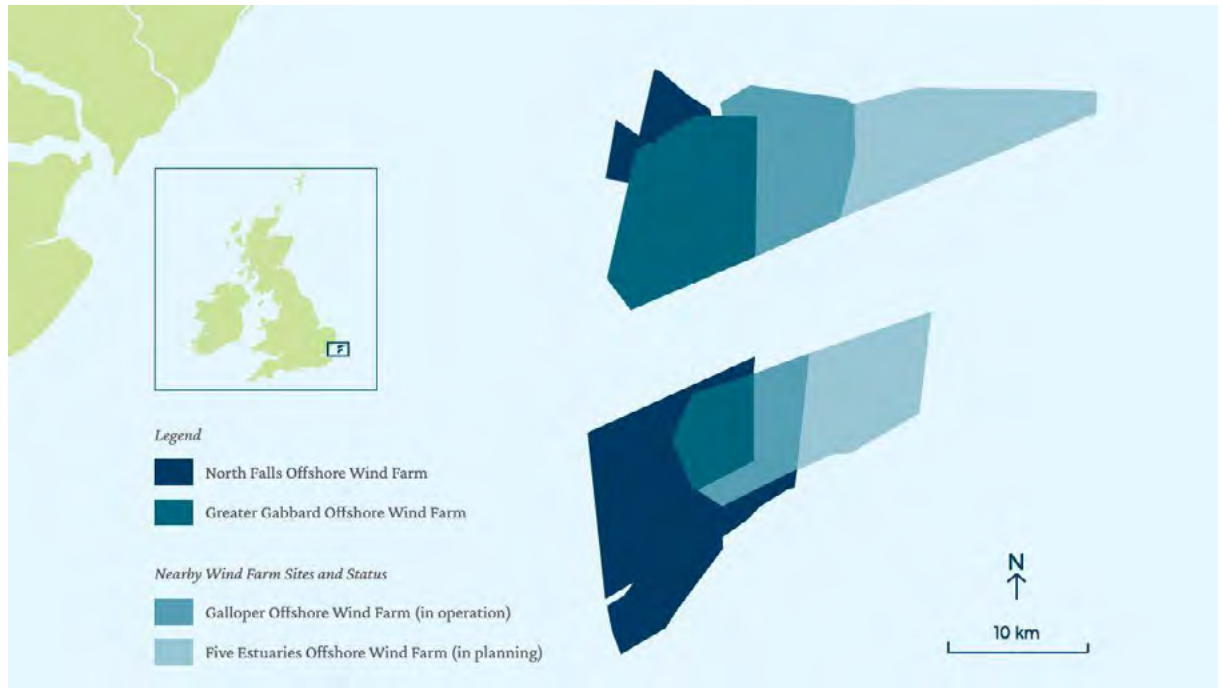 Legend
North Falls Offshore Wind Farm
Greater Gabbard Offshore Wind Farm
Nearby Wind Farm Sites and Status
Galloper Offshore Wind Farm (in operation)
Five Estuaries Offshore Wind Farm (in planning)
N
10 km